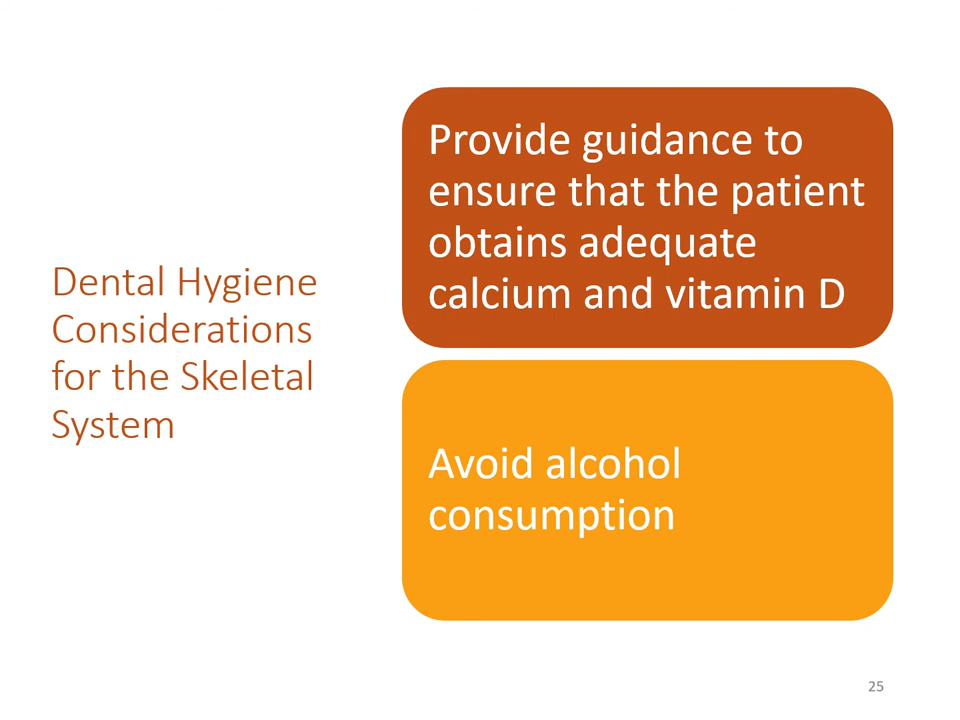 Dental Hygiene
Considerations
for the Skeletal
System
Provide guidance to
ensure that the patient
obtains adequate
calcium and vitamin D
Avoid alcohol
consumption
25